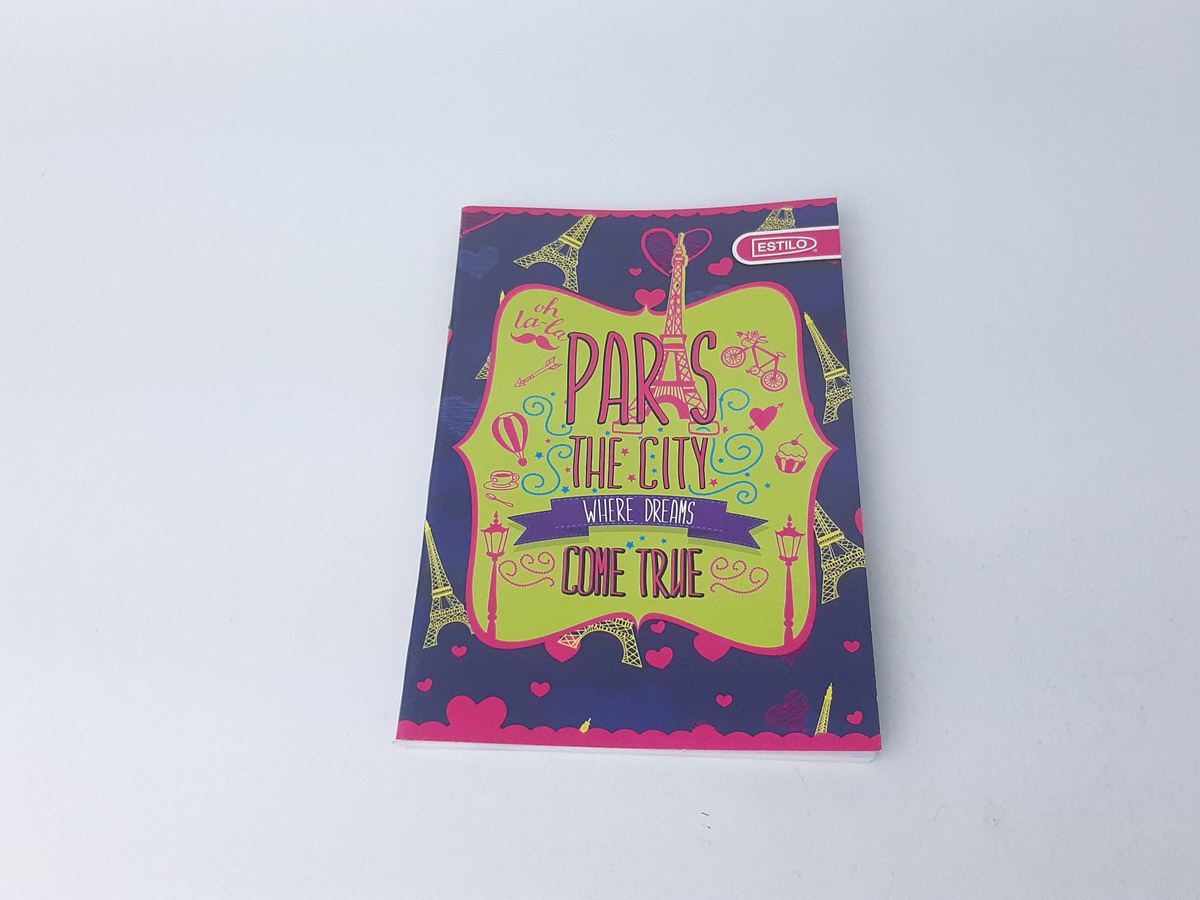 ESTILO
oh
la-la
PARIS
THE CITY
WHERE DREAMS
COME TRUE